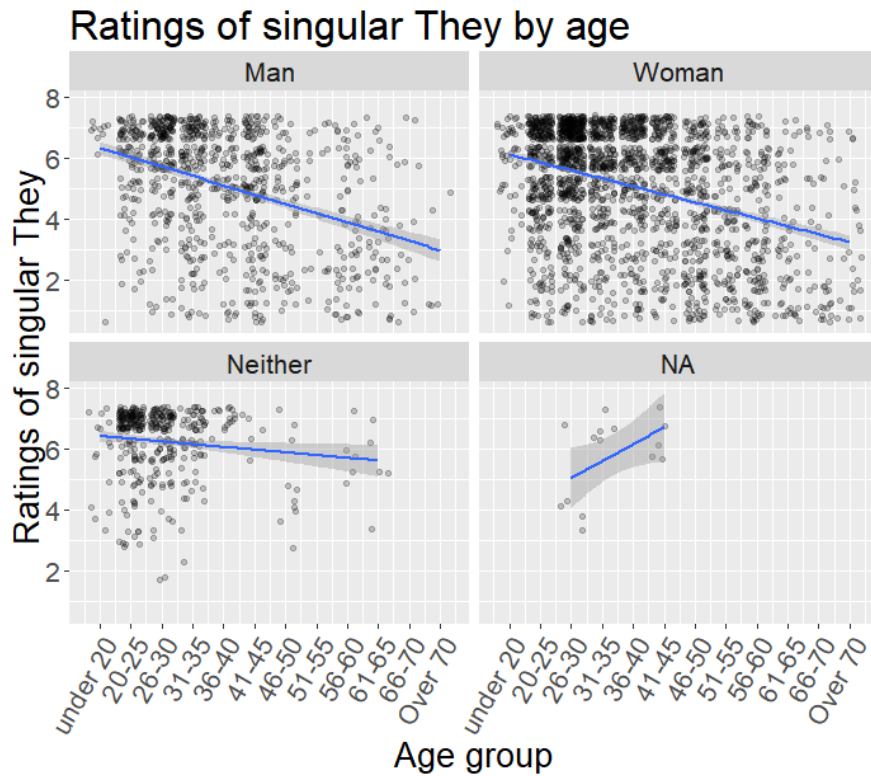 Ratings of singular They by age
Man
Woman
8
6
4
2
Neither
NA
8
6
4
2
Ratings of singular They
under 20
20-25
26-30
31-35
36-40
41-45
46-50
51-55
56-60
61-65
66-70
Over 70
under 20
20-25
26-30
31-35
36-40
41-45
46-50
51-55
56-60
61-65
66-70
Over 70
Age group